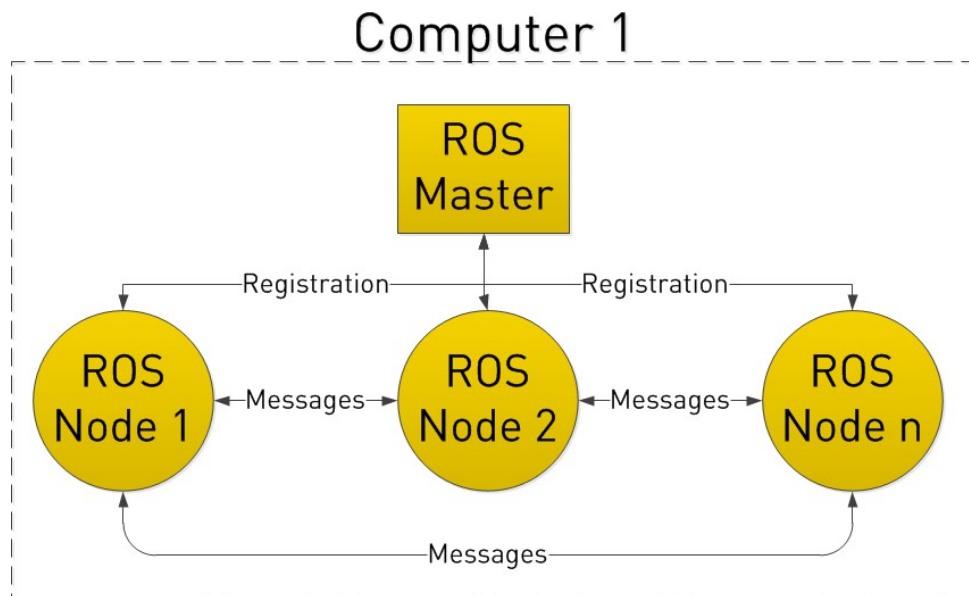 Computer 1
ROS
Master
Registration
Registration
ROS
Node 1
Messages
ROS
Node 2
Messages
ROS
Node n
Messages